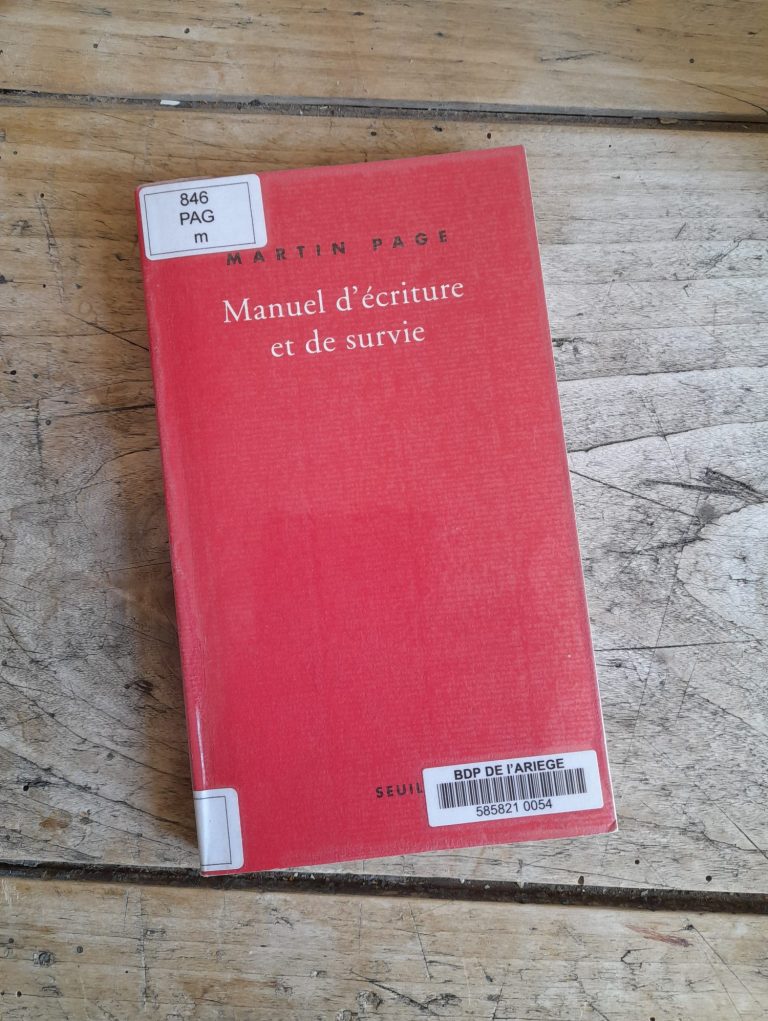 846
PAG
m
MARTIN PAGE
Manuel d'écriture
et de survie
SEUIL
BDP DE l'ARIEGE
585821 0054